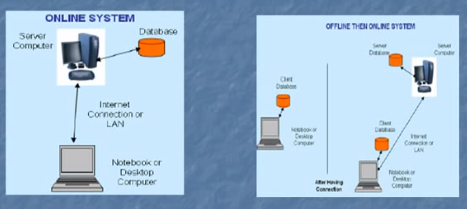 ONLINE SYSTEM
Server
Computer
Database
Internet
Connection or
LAN
Notebook or
Desktop
Computer
OFFLINE THEN ONLINE SYSTEM
Client
Database
Notebook or
Desktop
Computer
After Having
Connection
Server
Database
Server
Computer
Client
Database
Internet
Connection
or LAN
Notebook or
Desktop
Computer